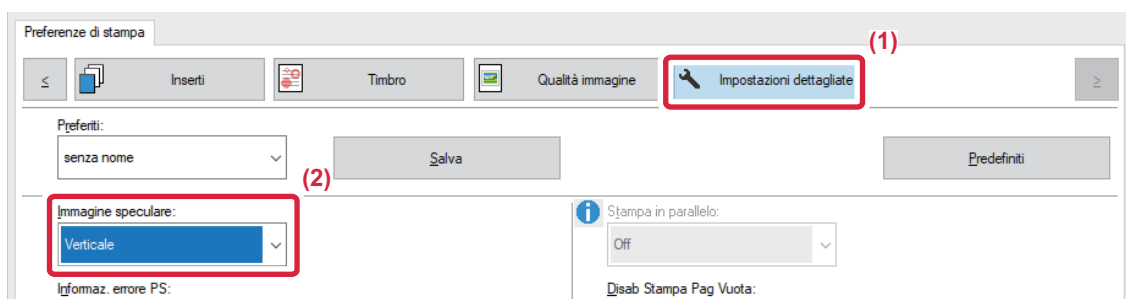 Preferenze di stampa
(1)
< Inserti Timbro Qualità immagine Impostazioni dettagliate >
Preferiti:
senza nome Salva Predefiniti
(2)
Immagine speculare: Stampa in parallelo:
Verticale Off
Informaz. errore PS: Disab Stampa Pag Vuota: